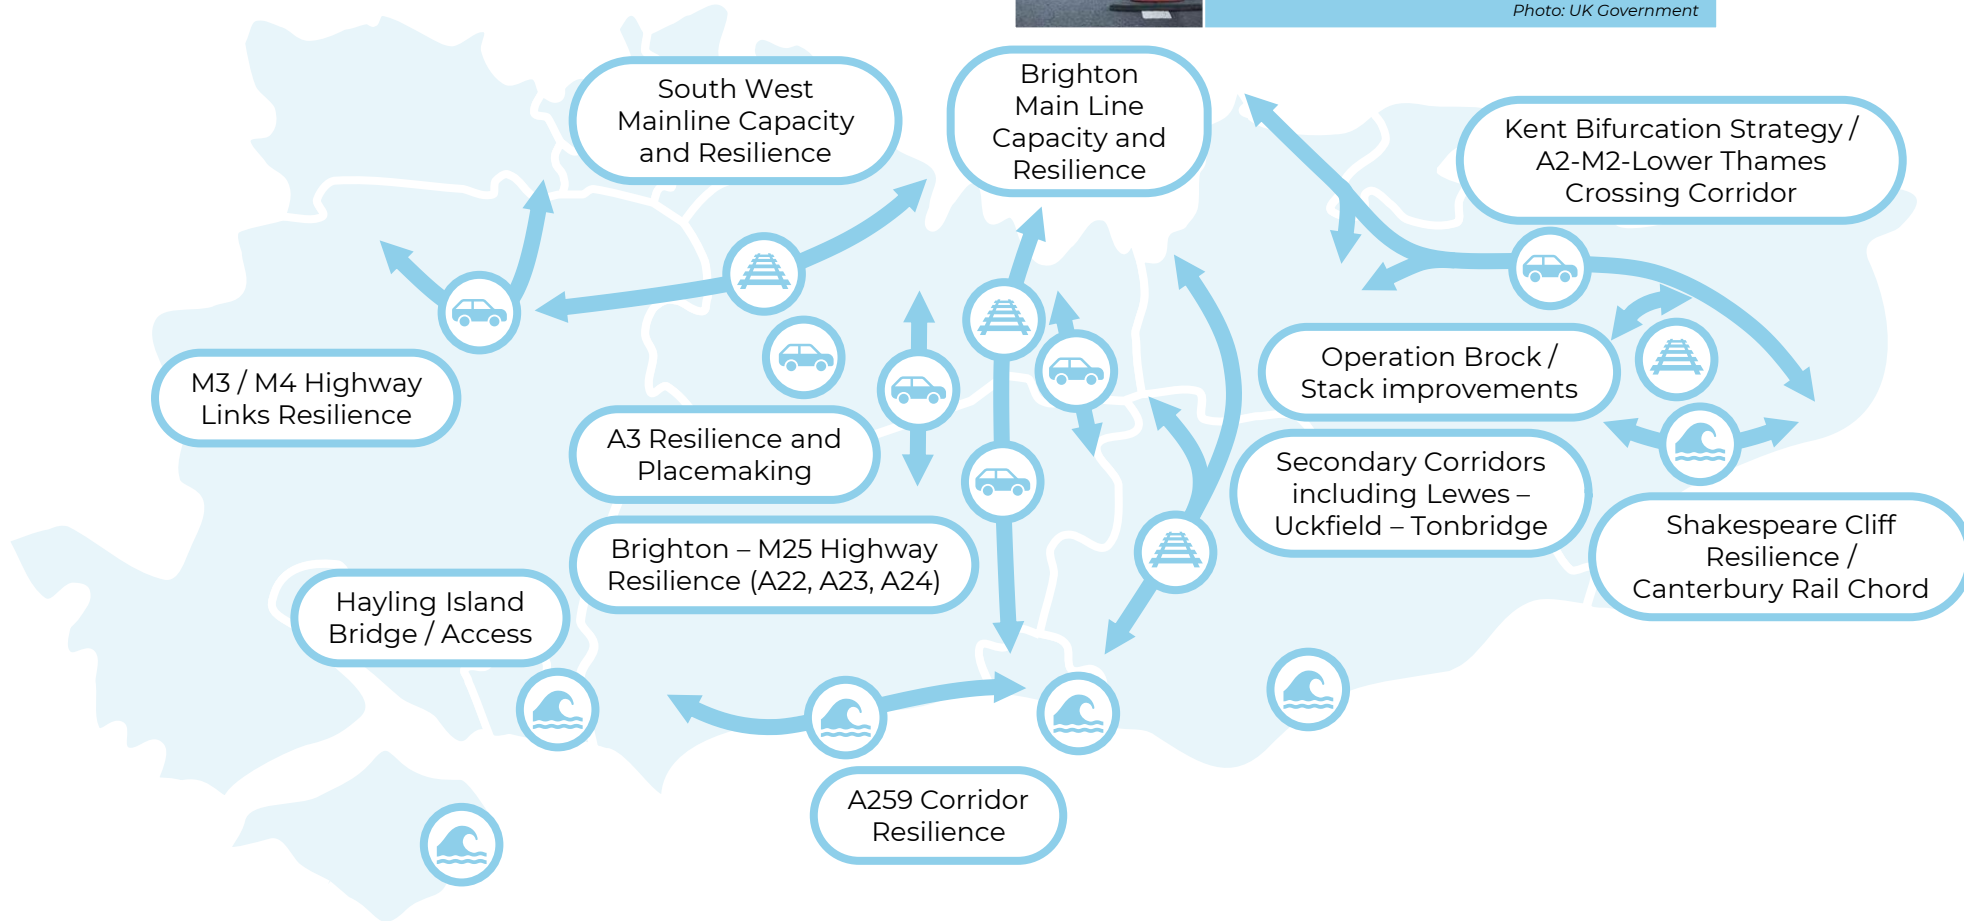 Photo: UK Government
South West
Mainline Capacity
and Resilience
Brighton
Main Line
Capacity and
Resilience
Kent Bifurcation Strategy /
A2-M2-Lower Thames
Crossing Corridor
M3 / M4 Highway
Links Resilience
A3 Resilience and
Placemaking
Operation Brock /
Stack improvements
Secondary Corridors
including Lewes –
Uckfield – Tonbridge
Brighton – M25 Highway
Resilience (A22, A23, A24)
Shakespeare Cliff
Resilience /
Canterbury Rail Chord
Hayling Island
Bridge / Access
A259 Corridor
Resilience